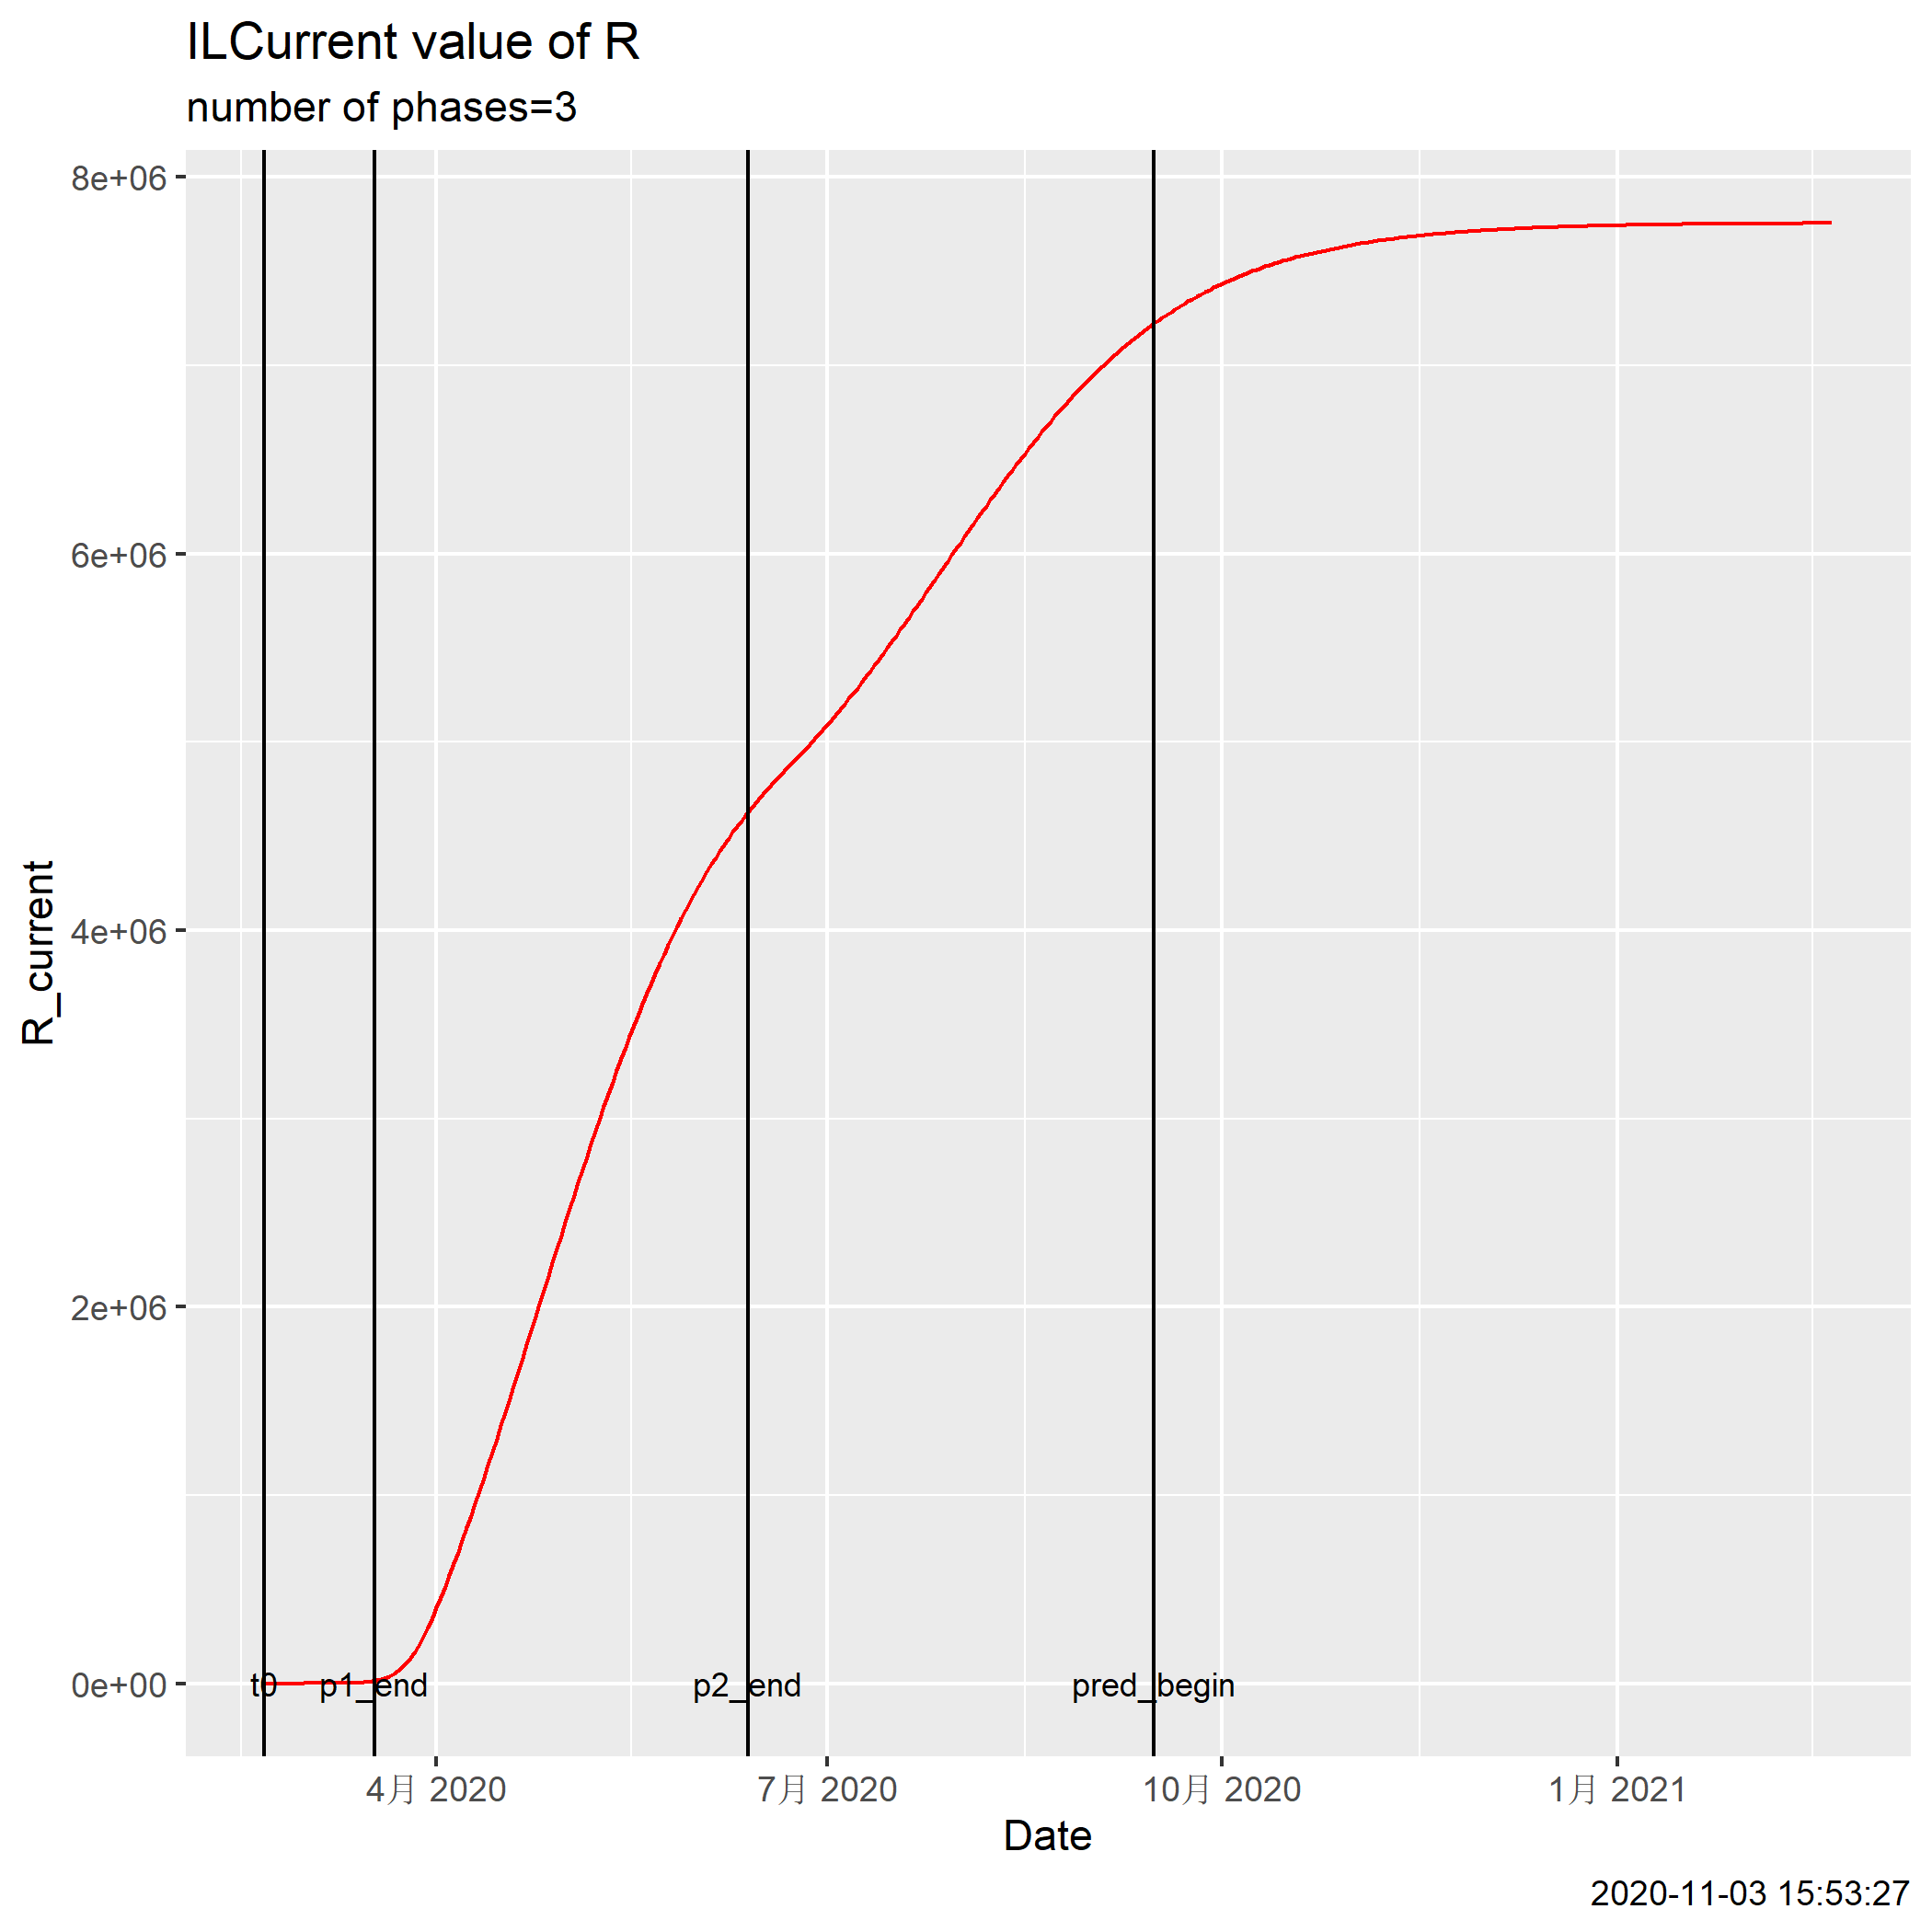 ILCurrent value of R
number of phases=3
8e+06
6e+06
4e+06
2e+06
0e+00
R_current
t0
p1_end
p2_end
pred_begin
4月 2020
7月 2020
10月 2020
1月 2021
Date
2020-11-03 15:53:27